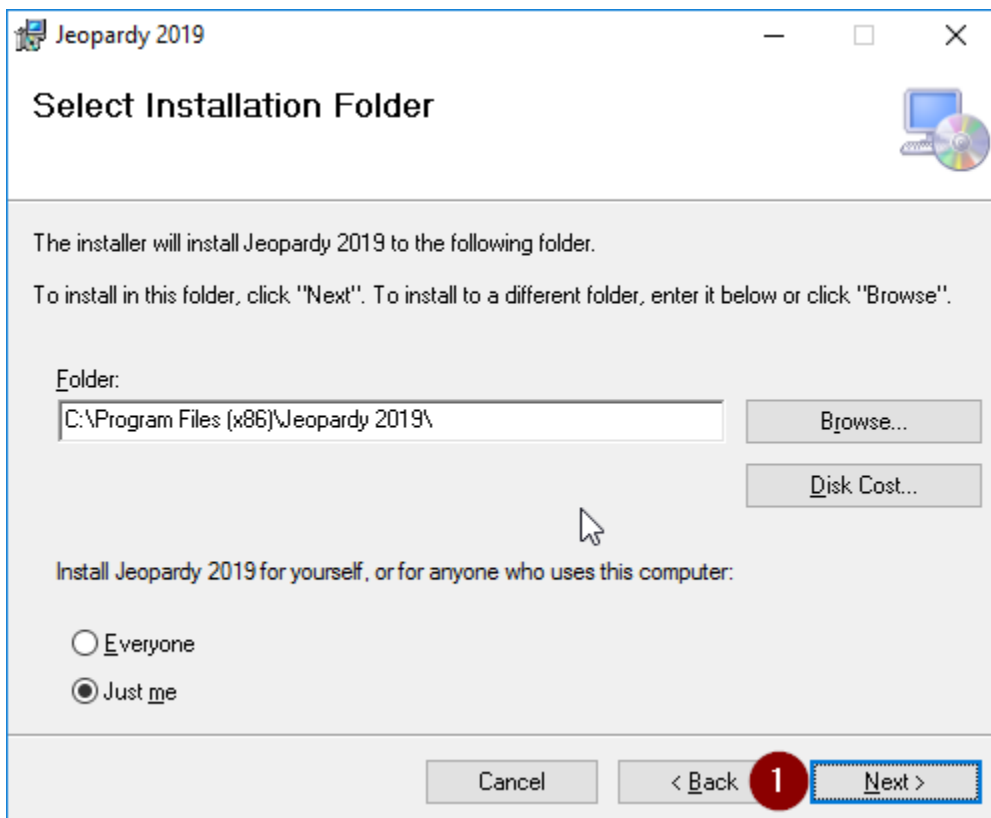 Jeopardy 2019
Select Installation Folder
The installer will install Jeopardy 2019 to the following folder.
To install in this folder, click "Next". To install to a different folder, enter it below or click "Browse".
Folder:
C:\Program Files (x86)\Jeopardy 2019\
Browse...
Disk Cost...
Install Jeopardy 2019 for yourself, or for anyone who uses this computer:
Everyone
Just me
Cancel
< Back
1
Next >